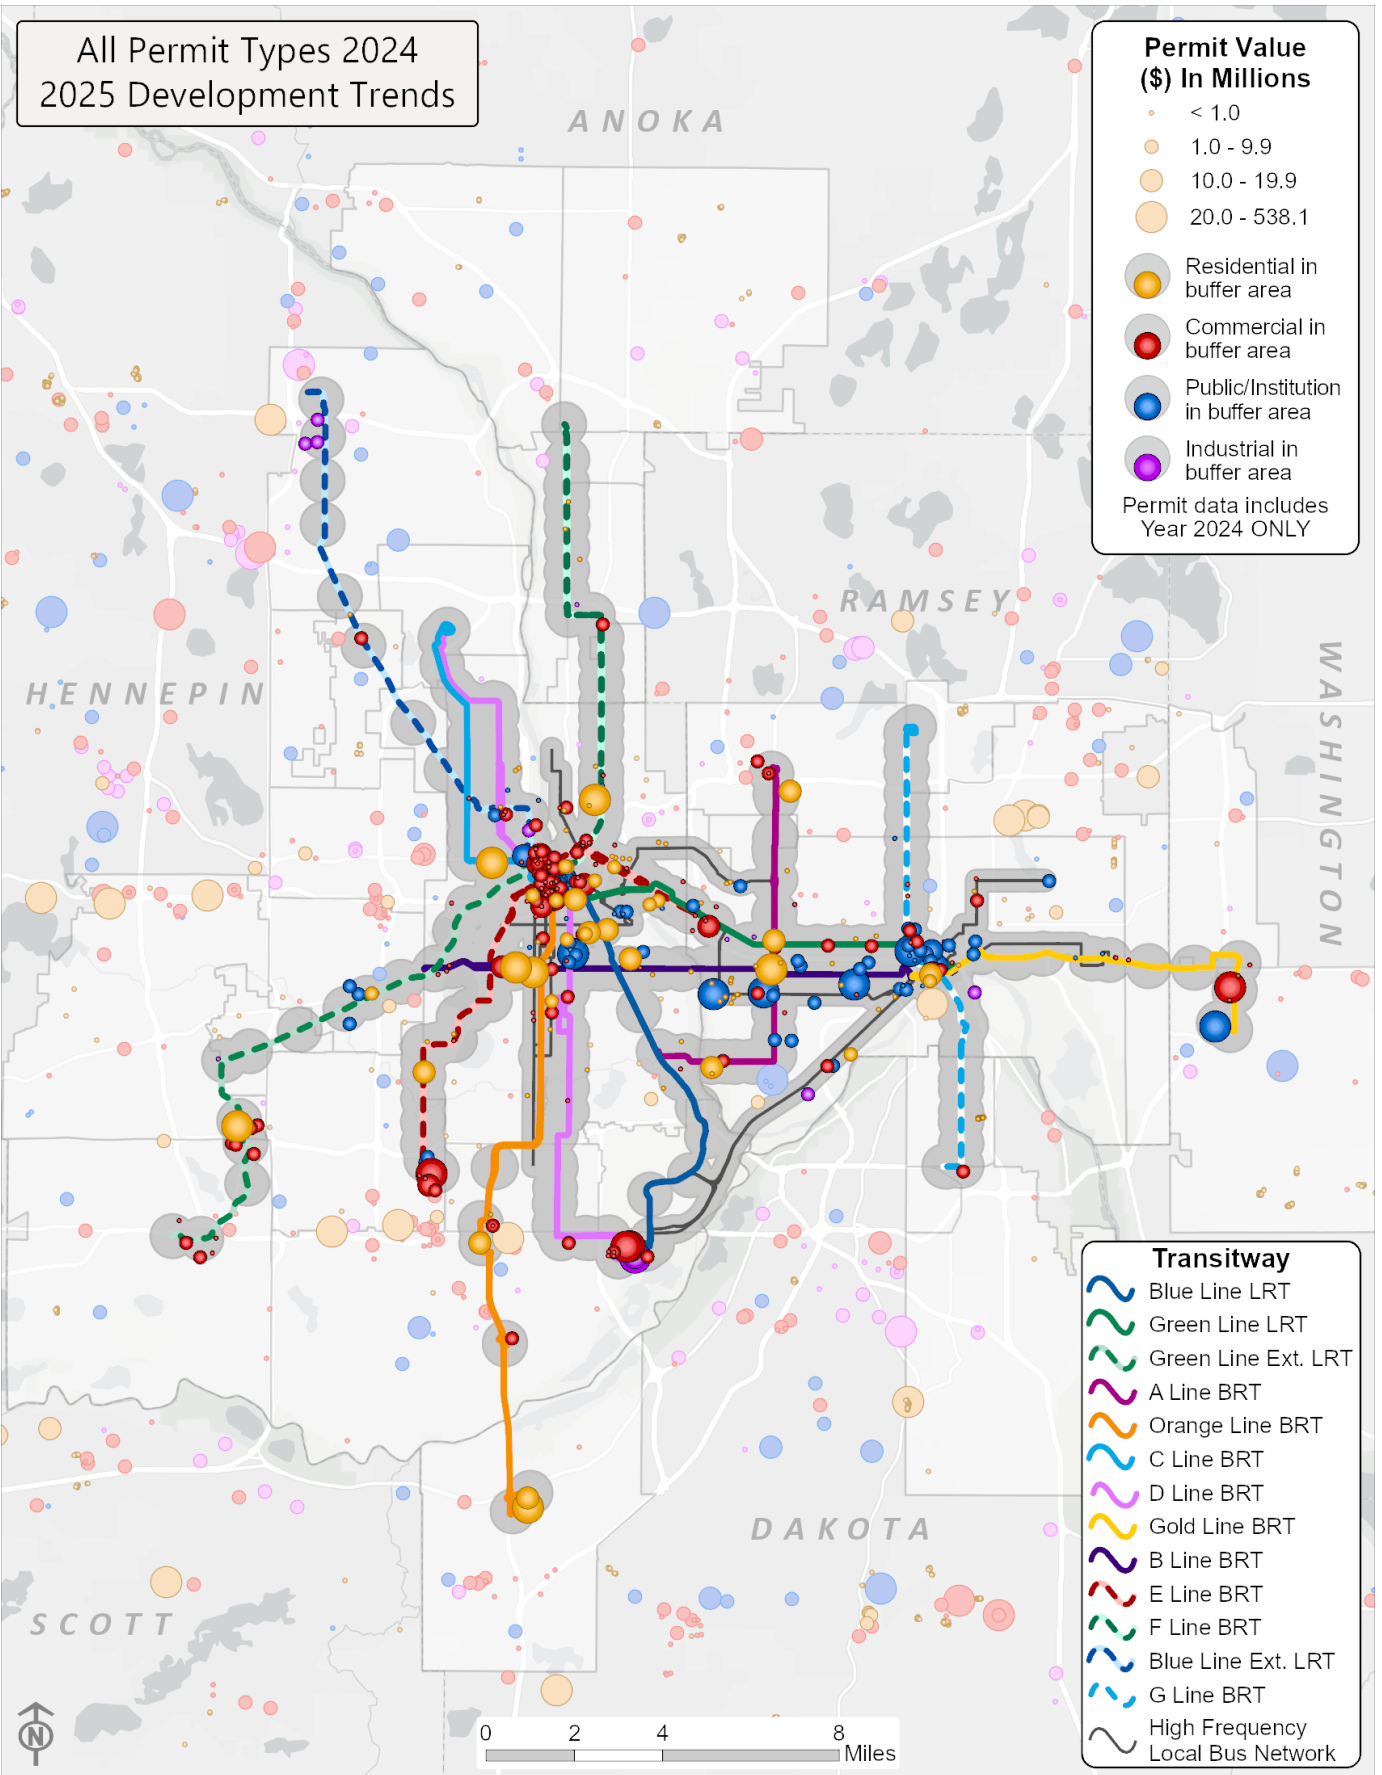 All Permit Types 2024
2025 Development Trends
Permit Value
($) In Millions
< 1.0
1.0 - 9.9
10.0 - 19.9
20.0 - 538.1
Residential in
buffer area
Commercial in
buffer area
Public/Institution
in buffer area
Industrial in
buffer area
Permit data includes
Year 2024 ONLY
ANOKA
RAMSEY
HENNEPIN
WASHINGTON
DAKOTA
SCOTT
Transitway
Blue Line LRT
Green Line LRT
Green Line Ext. LRT
A Line BRT
Orange Line BRT
C Line BRT
D Line BRT
Gold Line BRT
B Line BRT
E Line BRT
F Line BRT
Blue Line Ext. LRT
G Line BRT
High Frequency
Local Bus Network
N
0 2 4 8
Miles